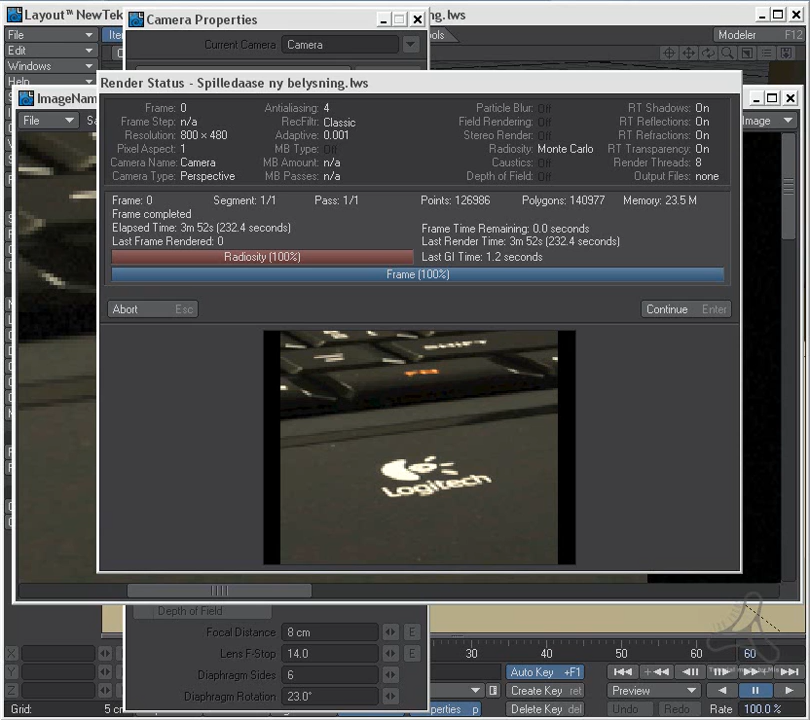 Layout™ NewTek
ng.lws
Camera Properties
File
Edit
Windows
Help
Current Camera Camera
Modeler F12
Render Status - Spilledaase ny belysning.lws
ImageNam
File
Image
Frame: 0 Antialiasing: 4 Particle Blur: Off RT Shadows: On
Frame Step: n/a RecFiltr: Classic Field Rendering: Off RT Reflections: On
Resolution: 800 × 480 Adaptive: 0.001 Stereo Render: Off RT Refractions: On
Pixel Aspect: 1 MB Type: Off Radiosity: Monte Carlo RT Transparency: On
Camera Name: Camera MB Amount: n/a Caustics: Off Render Threads: 8
Camera Type: Perspective MB Passes: n/a Depth of Field: Off Output Files: none
Frame: 0 Segment: 1/1 Pass: 1/1 Points: 126986 Polygons: 140977 Memory: 23.5 M
Frame completed
Elapsed Time: 3m 52s (232.4 seconds) Frame Time Remaining: 0.0 seconds
Last Frame Rendered: 0 Last Render Time: 3m 52s (232.4 seconds)
Radiosity (100%) Last GI Time: 1.2 seconds
Frame (100%)
Abort Esc Continue Enter
SHIFT
Logitech
Depth of Field
Focal Distance 8 cm E
Lens F-Stop 14.0 E
Diaphragm Sides 6
Diaphragm Rotation 23.0°
X
Y
Z
Grid: 5 cm
30 40 50 60 60
Auto Key +F1
Create Key ret Preview
Properties p Delete Key del Undo Redo Rate 100.0 %